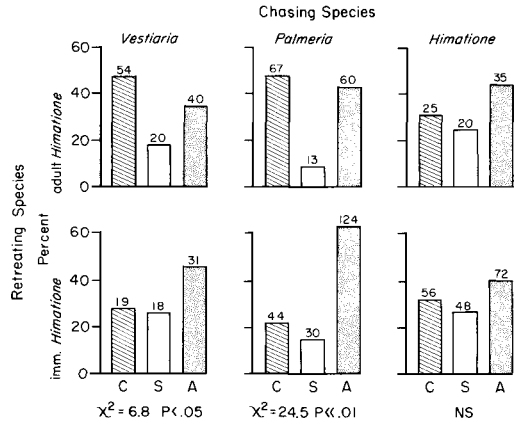 Chasing Species
Vestiaria Palmeria Himatione
Retreating Species
Percent
adult Himatione
60
40
20
0
54 20 40
67 13 60
25 20 35
imm. Himatione
60
40
20
0
19 18 31
44 30 124
56 48 72
C S A C S A C S A
χ²= 6.8 P<.05 χ²= 24.5 P≪.01 NS